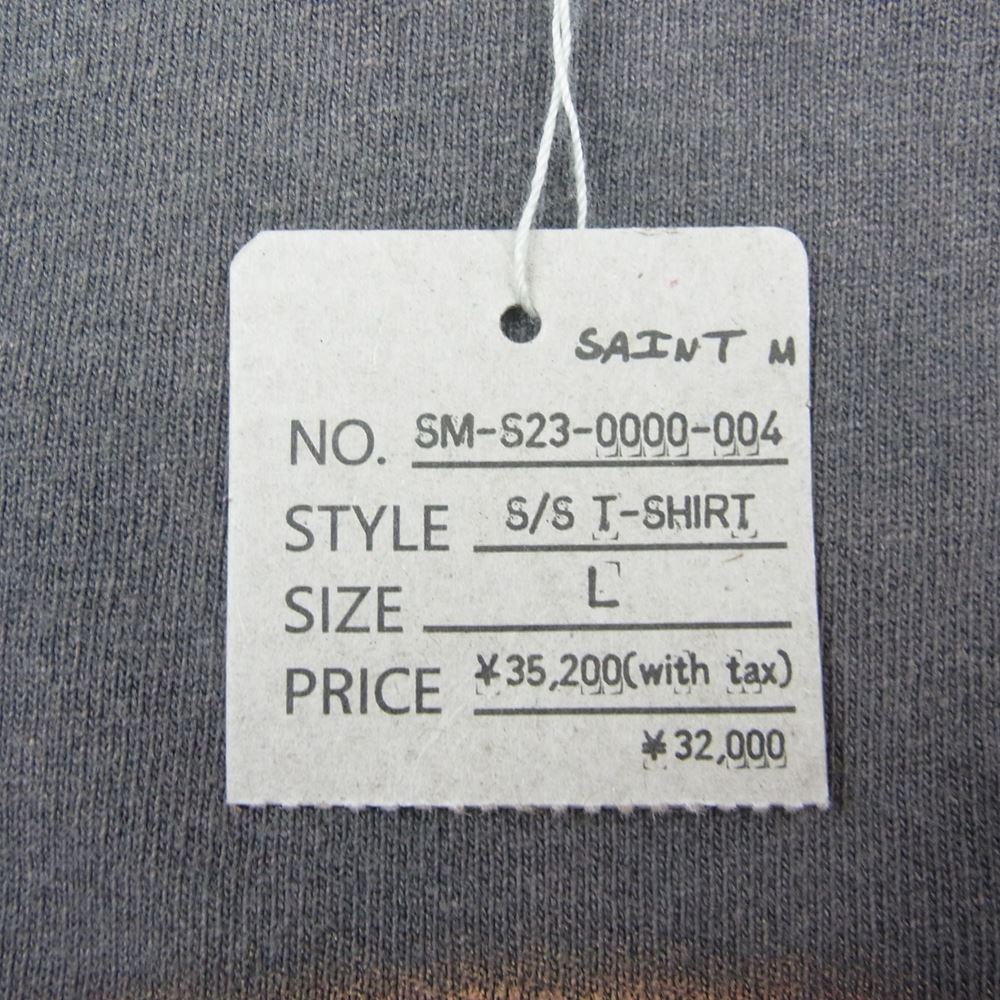 SAINT M
NO. SM-S23-0000-004
STYLE S/S T-SHIRT
SIZE L
PRICE ¥35,200(with tax)
¥32,000